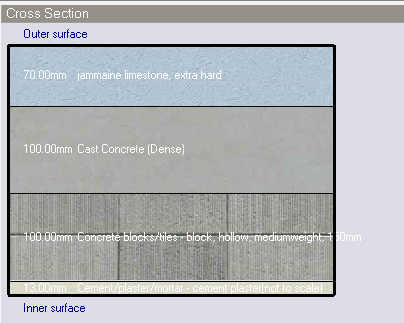 Cross Section
Outer surface
70.00mm jammaine limestone, extra hard
100.00mm Cast Concrete (Dense)
100.00mm Concrete blocks/tiles - block, hollow, mediumweight, 150mm
13.00mm Cement/plaster/mortar - cement plaster(not to scale)
Inner surface